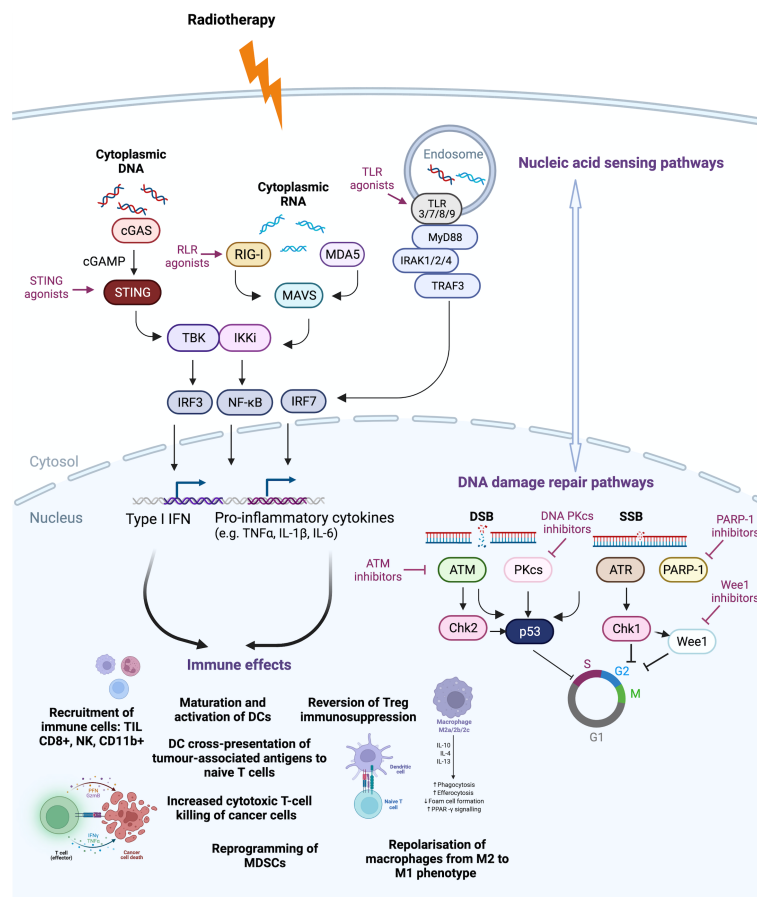 Radiotherapy
Cytoplasmic
DNA
cGAS
cGAMP
STING
agonists
STING
Cytoplasmic
RNA
RLR
agonists
RIG-I
MDA5
MAVS
TLR
agonists
Endosome
TLR
3/7/8/9
MyD88
IRAK1/2/4
TRAF3
Nucleic acid sensing pathways
TBK
IKKi
IRF3
NF-κB
IRF7
Cytosol
Nucleus
Type I IFN
Pro-inflammatory cytokines
(e.g. TNFα, IL-1β, IL-6)
DNA damage repair pathways
DSB
DNA PKcs
inhibitors
SSB
PARP-1
inhibitors
ATM
inhibitors
ATM
PKcs
ATR
PARP-1
Wee1
inhibitors
Chk2
p53
Chk1
Wee1
S
G2
M
G1
Immune effects
Recruitment of
immune cells: TIL
CD8+, NK, CD11b+
Maturation and
activation of DCs
Reversion of Treg
immunosuppression
DC cross-presentation of
tumour-associated antigens to
naive T cells
Dendritic
cell
Naive T
cell
Macrophage
M2a/2b/2c
IL-10
IL-4
IL-13
↑ Phagocytosis
↑ Efferocytosis
↓ Foam cell formation
↑ PPAR -γ signalling
Increased cytotoxic T-cell
killing of cancer cells
PFN
GzmB
IFNγ
TNFα
T cell
(effector)
Cancer
cell death
Reprogramming of
MDSCs
Repolarisation of
macrophages from M2 to
M1 phenotype